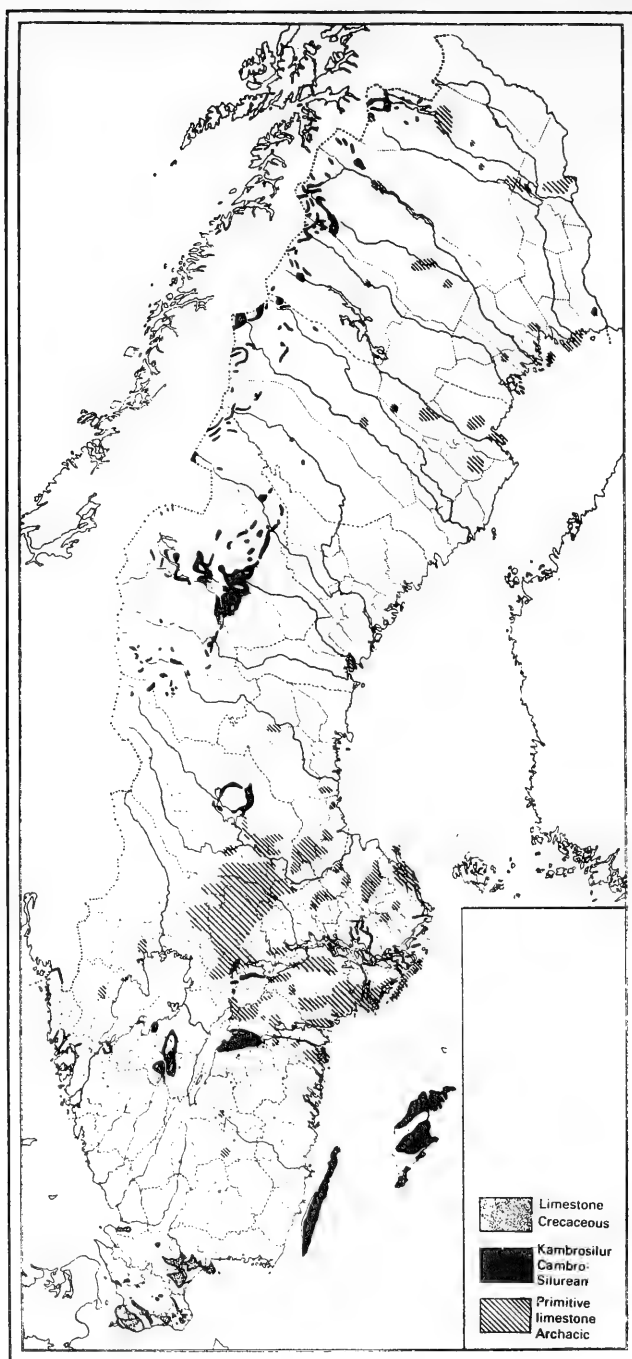 Limestone
Crecaceous
Kambrosilur
Cambro-
Silurean
Primitive
limestone
Archacic